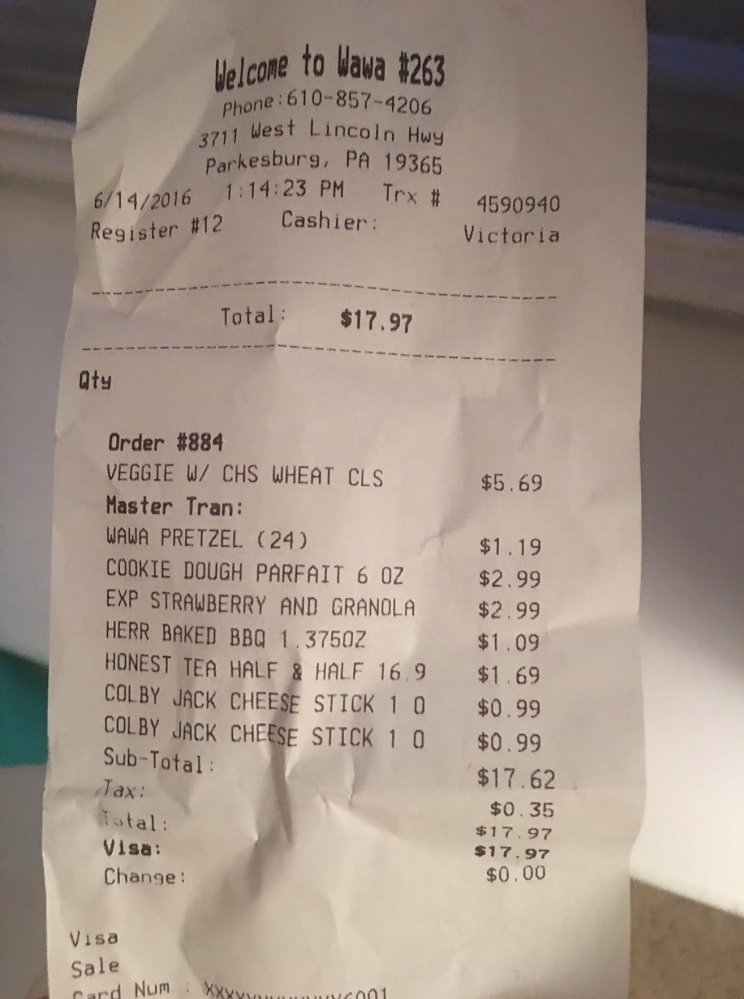 Welcome to Wawa #263
Phone:610-857-4206
3711 West Lincoln Hwy
Parkesburg, PA 19365
6/14/2016 1:14:23 PM Trx # 4590940
Register #12 Cashier: Victoria
Total: $17.97
Qty
Order #884
VEGGIE W/ CHS WHEAT CLS $5.69
Master Tran:
WAWA PRETZEL (24) $1.19
COOKIE DOUGH PARFAIT 6 OZ $2.99
EXP STRAWBERRY AND GRANOLA $2.99
HERR BAKED BBQ 1.375OZ $1.09
HONEST TEA HALF & HALF 16.9 $1.69
COLBY JACK CHEESE STICK 1 O $0.99
COLBY JACK CHEESE STICK 1 O $0.99
Sub-Total: $17.62
Tax: $0.35
Total: $17.97
Visa: $17.97
Change: $0.00
Visa
Sale
Card Num :